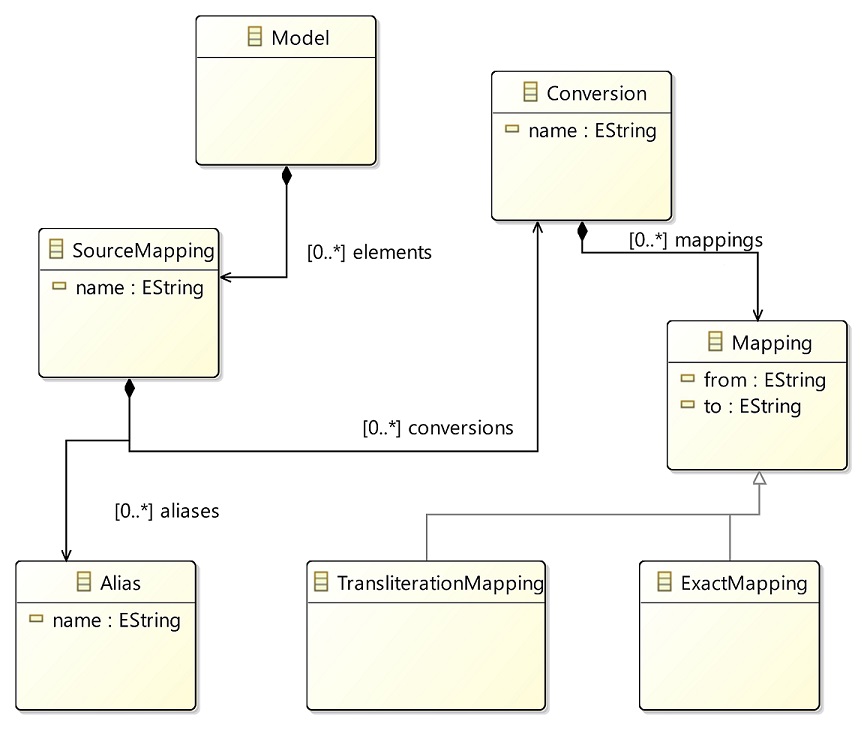 Model
Conversion
name : EString
[0..*] mappings
SourceMapping
name : EString
[0..*] elements
Mapping
from : EString
to : EString
[0..*] conversions
[0..*] aliases
Alias
name : EString
TransliterationMapping
ExactMapping